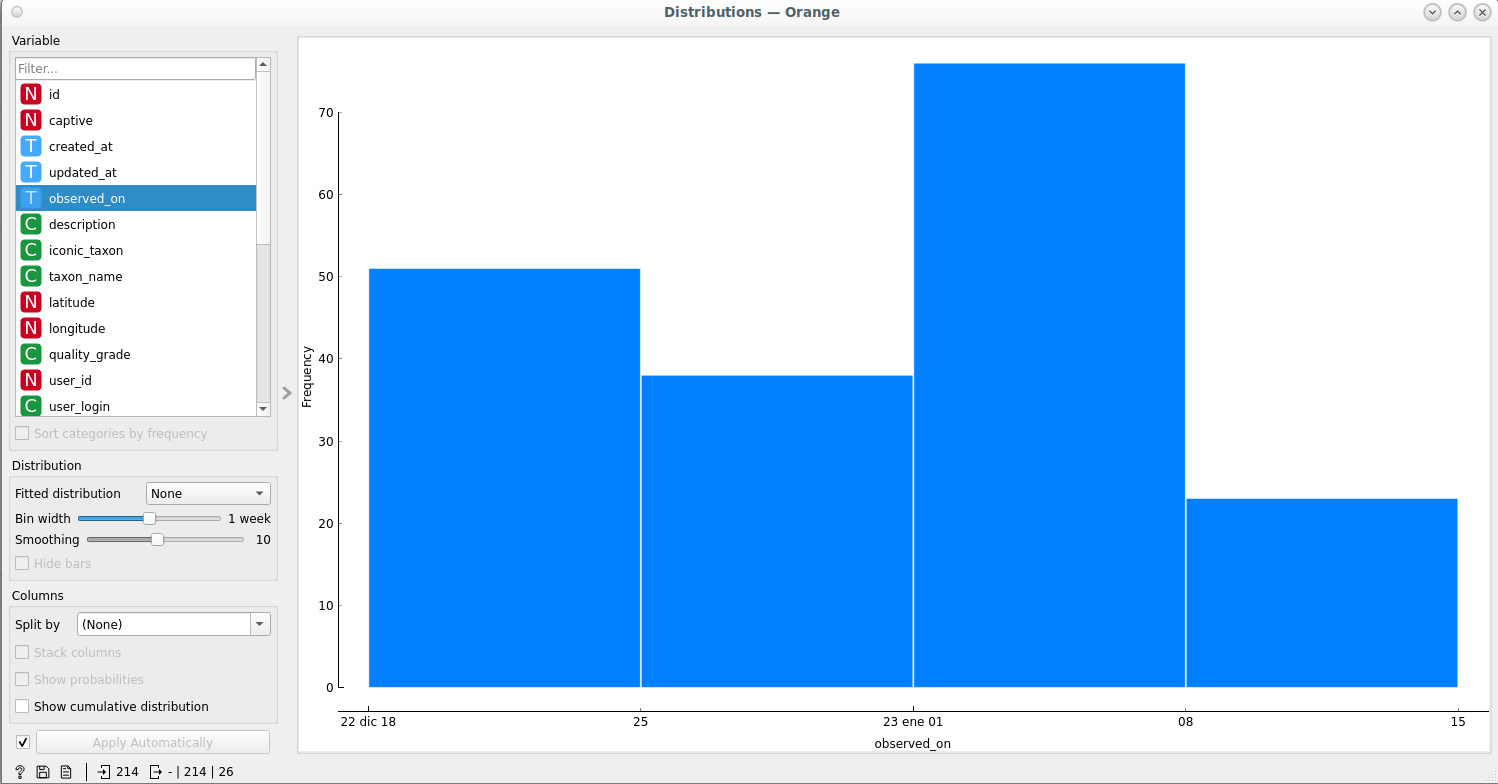 Distributions — Orange
Variable
Filter...
N id
N captive
T created_at
T updated_at
T observed_on
C description
C iconic_taxon
C taxon_name
N latitude
N longitude
C quality_grade
N user_id
C user_login
Sort categories by frequency
Distribution
Fitted distribution None
Bin width 1 week
Smoothing 10
Hide bars
Columns
Split by (None)
Stack columns
Show probabilities
Show cumulative distribution
Apply Automatically
? 214 - | 214 | 26
70
60
50
40
30
20
10
0
Frequency
22 dic 18 25 23 ene 01 08 15
observed_on